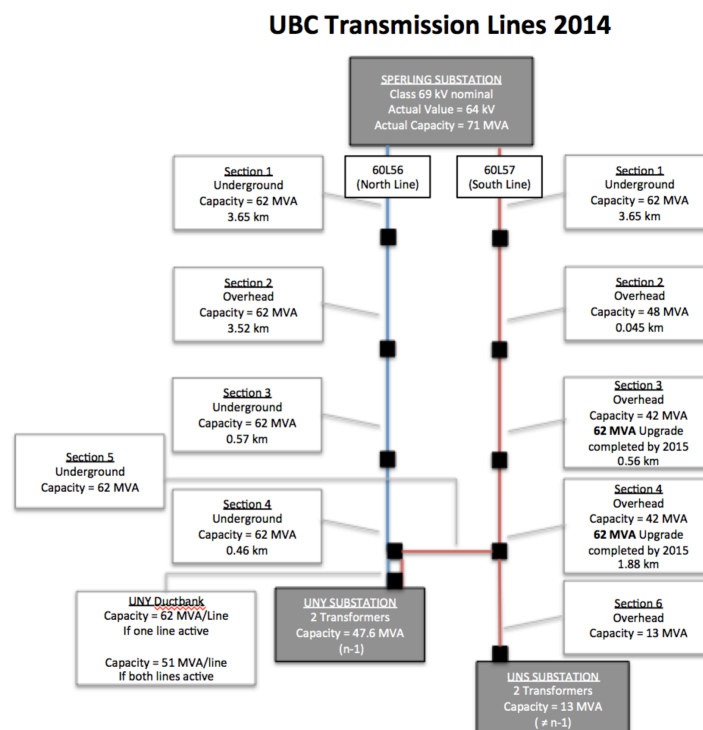 UBC Transmission Lines 2014
SPERLING SUBSTATION
Class 69 kV nominal
Actual Value = 64 kV
Actual Capacity = 71 MVA
60L56
(North Line)
60L57
(South Line)
Section 1
Underground
Capacity = 62 MVA
3.65 km
Section 1
Underground
Capacity = 62 MVA
3.65 km
Section 2
Overhead
Capacity = 62 MVA
3.52 km
Section 2
Overhead
Capacity = 48 MVA
0.045 km
Section 3
Underground
Capacity = 62 MVA
0.57 km
Section 3
Overhead
Capacity = 42 MVA
62 MVA Upgrade
completed by 2015
0.56 km
Section 5
Underground
Capacity = 62 MVA
Section 4
Underground
Capacity = 62 MVA
0.46 km
Section 4
Overhead
Capacity = 42 MVA
62 MVA Upgrade
completed by 2015
1.88 km
UNY Ductbank
Capacity = 62 MVA/Line
If one line active
Capacity = 51 MVA/line
If both lines active
UNY SUBSTATION
2 Transformers
Capacity = 47.6 MVA
(n-1)
Section 6
Overhead
Capacity = 13 MVA
UNS SUBSTATION
2 Transformers
Capacity = 13 MVA
( ≠ n-1)